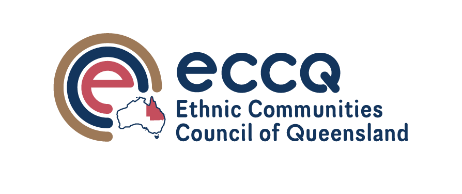 eccq
Ethnic Communities
Council of Queensland